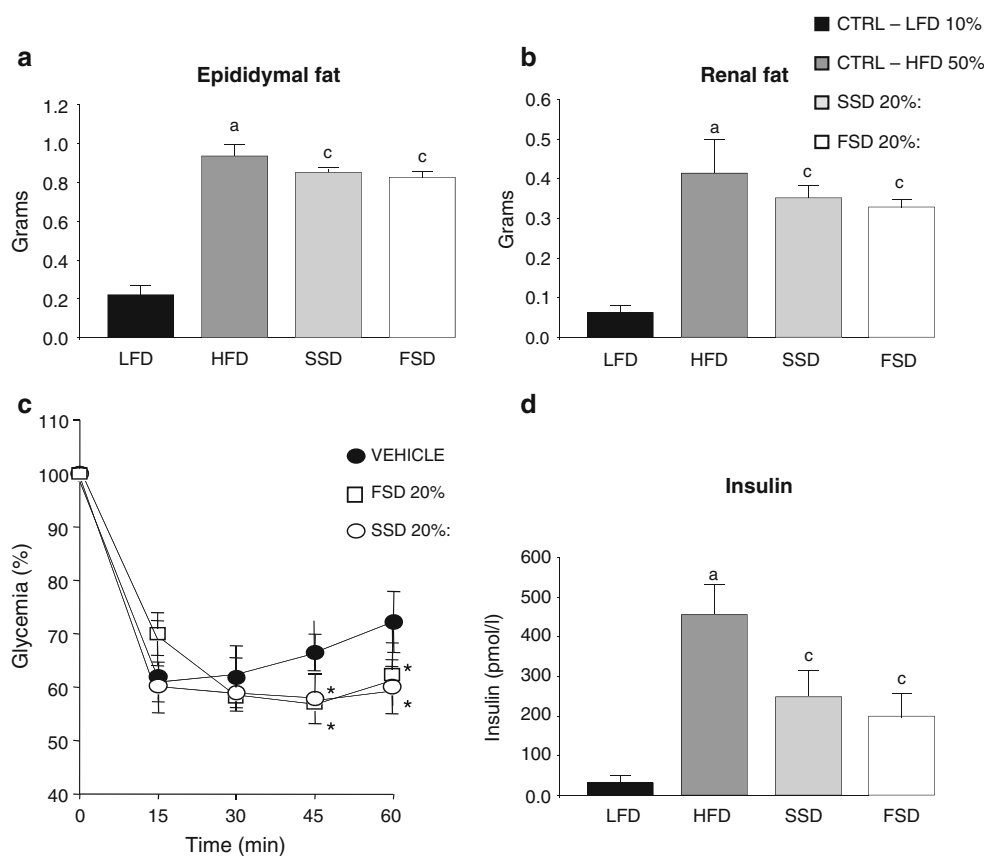 CTRL – LFD 10%
CTRL – HFD 50%
SSD 20%:
FSD 20%:
a
Epididymal fat
1.2
1.0
0.8
0.6
0.4
0.2
0.0
Grams
a
c
c
LFD HFD SSD FSD
b
Renal fat
0.6
0.5
0.4
0.3
0.2
0.1
0.0
Grams
a
c
c
LFD HFD SSD FSD
c
110
100
90
80
70
60
50
40
Glycemia (%)
VEHICLE
FSD 20%
SSD 20%:
*
*
*
*
0 15 30 45 60
Time (min)
d
Insulin
600
500
400
300
200
100
0.0
Insulin (pmol/l)
a
c
c
LFD HFD SSD FSD